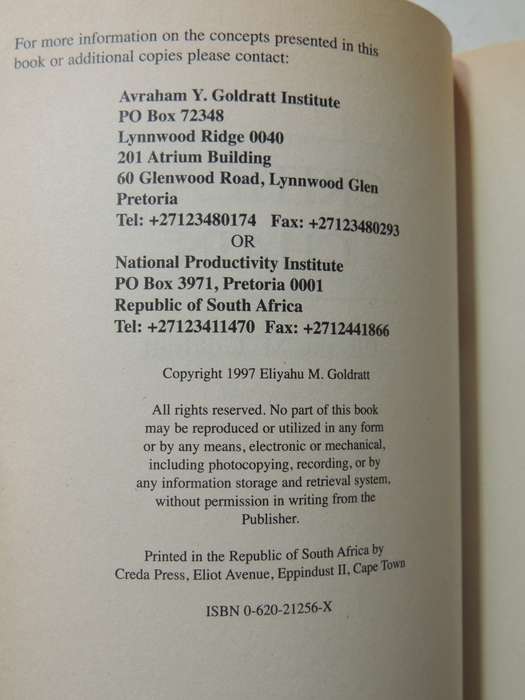 For more information on the concepts presented in this
book or additional copies please contact:
Avraham Y. Goldratt Institute
PO Box 72348
Lynnwood Ridge 0040
201 Atrium Building
60 Glenwood Road, Lynnwood Glen
Pretoria
Tel: +27123480174 Fax: +27123480293
OR
National Productivity Institute
PO Box 3971, Pretoria 0001
Republic of South Africa
Tel: +27123411470 Fax: +2712441866
Copyright 1997 Eliyahu M. Goldratt
All rights reserved. No part of this book
may be reproduced or utilized in any form
or by any means, electronic or mechanical,
including photocopying, recording, or by
any information storage and retrieval system,
without permission in writing from the
Publisher.
Printed in the Republic of South Africa by
Creda Press, Eliot Avenue, Eppindust II, Cape Town
ISBN 0-620-21256-X